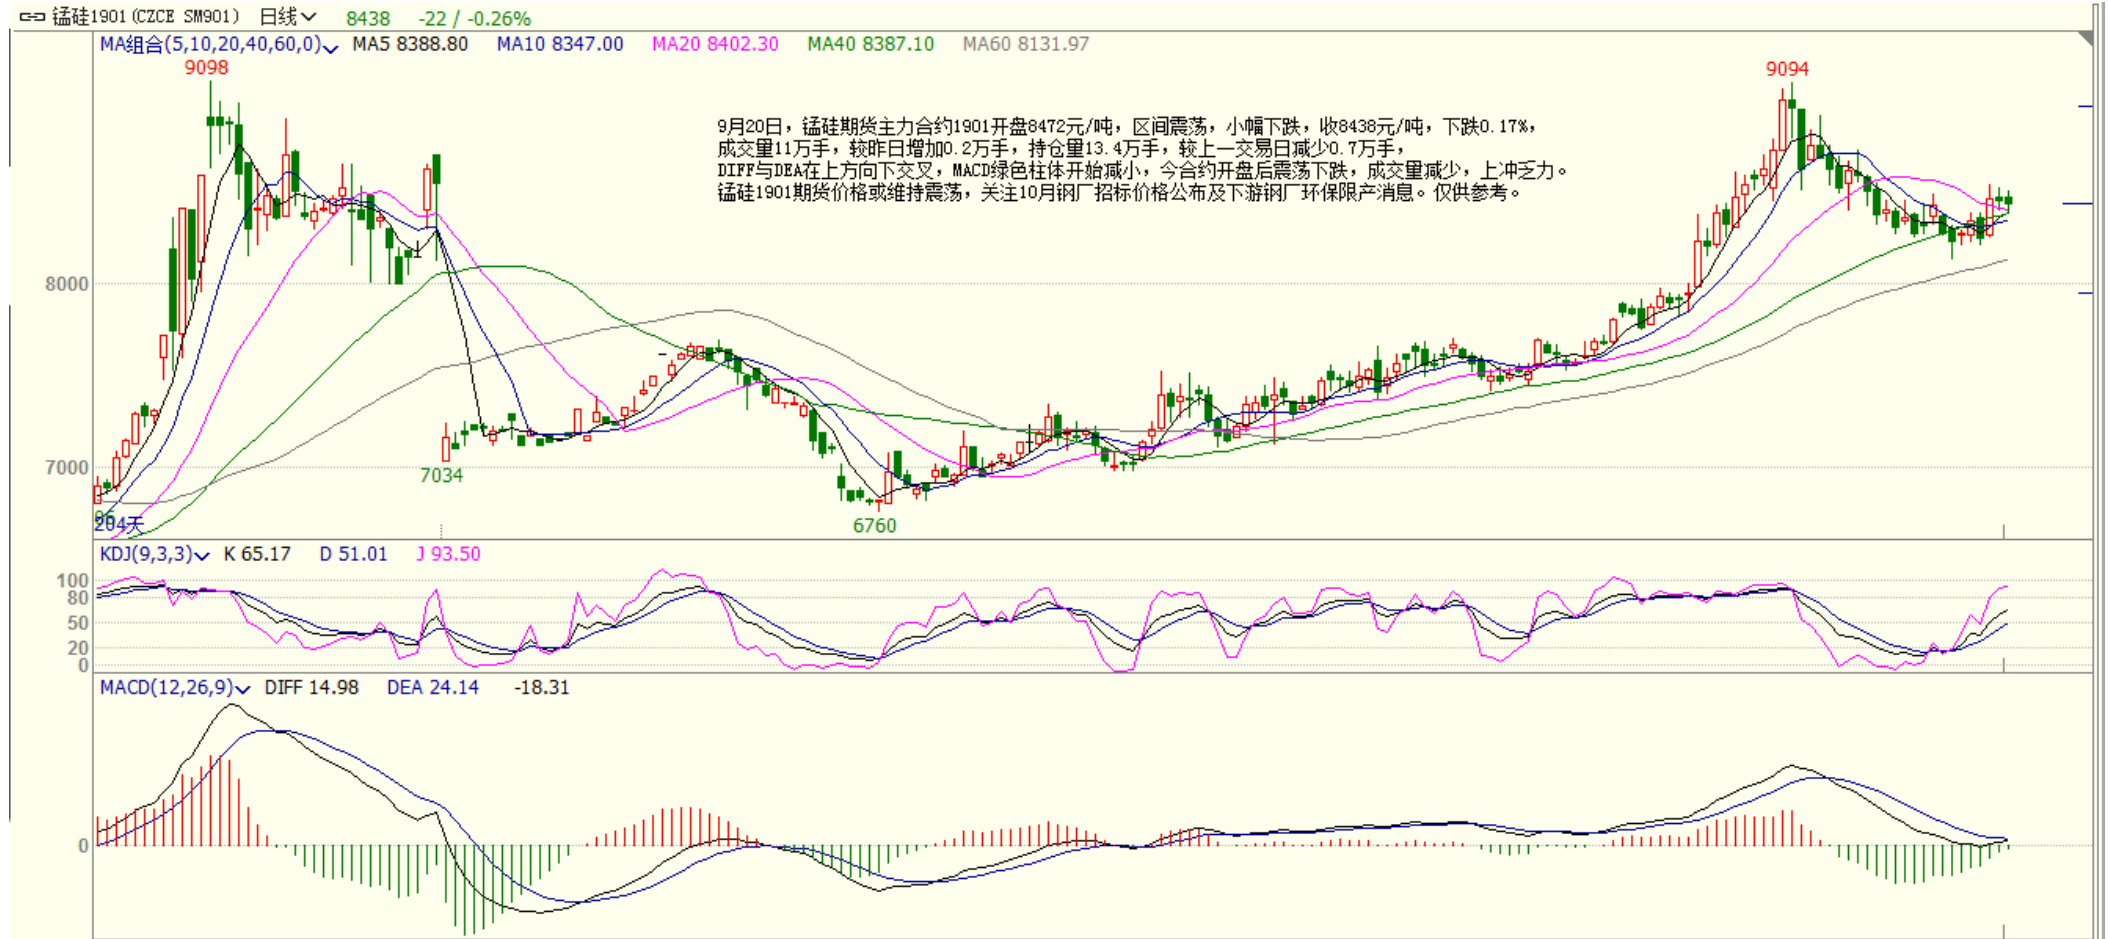 锰硅1901(CZCE SM901) 日线 8438 -22 / -0.26%
MA组合(5,10,20,40,60,0) MA5 8388.80 MA10 8347.00 MA20 8402.30 MA40 8387.10 MA60 8131.97
9098
9094
9月20日，锰硅期货主力合约1901开盘8472元/吨，区间震荡，小幅下跌，收8438元/吨，下跌0.17%，
成交量11万手，较昨日增加0.2万手，持仓量13.4万手，较上一交易日减少0.7万手，
DIFF与DEA在上方向下交叉，MACD绿色柱体开始减小，今合约开盘后震荡下跌，成交量减少，上冲乏力。
锰硅1901期货价格或维持震荡，关注10月钢厂招标价格公布及下游钢厂环保限产消息。仅供参考。
8000
7000
7034
6760
204天
KDJ(9,3,3) K 65.17 D 51.01 J 93.50
100
80
50
20
0
MACD(12,26,9) DIFF 14.98 DEA 24.14 -18.31
0